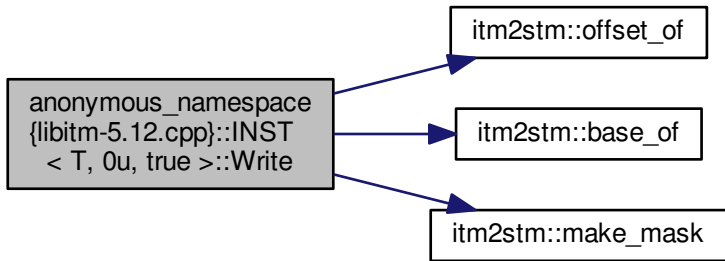 anonymous_namespace
{libitm-5.12.cpp}::INST
< T, 0u, true >::Write
itm2stm::offset_of
itm2stm::base_of
itm2stm::make_mask